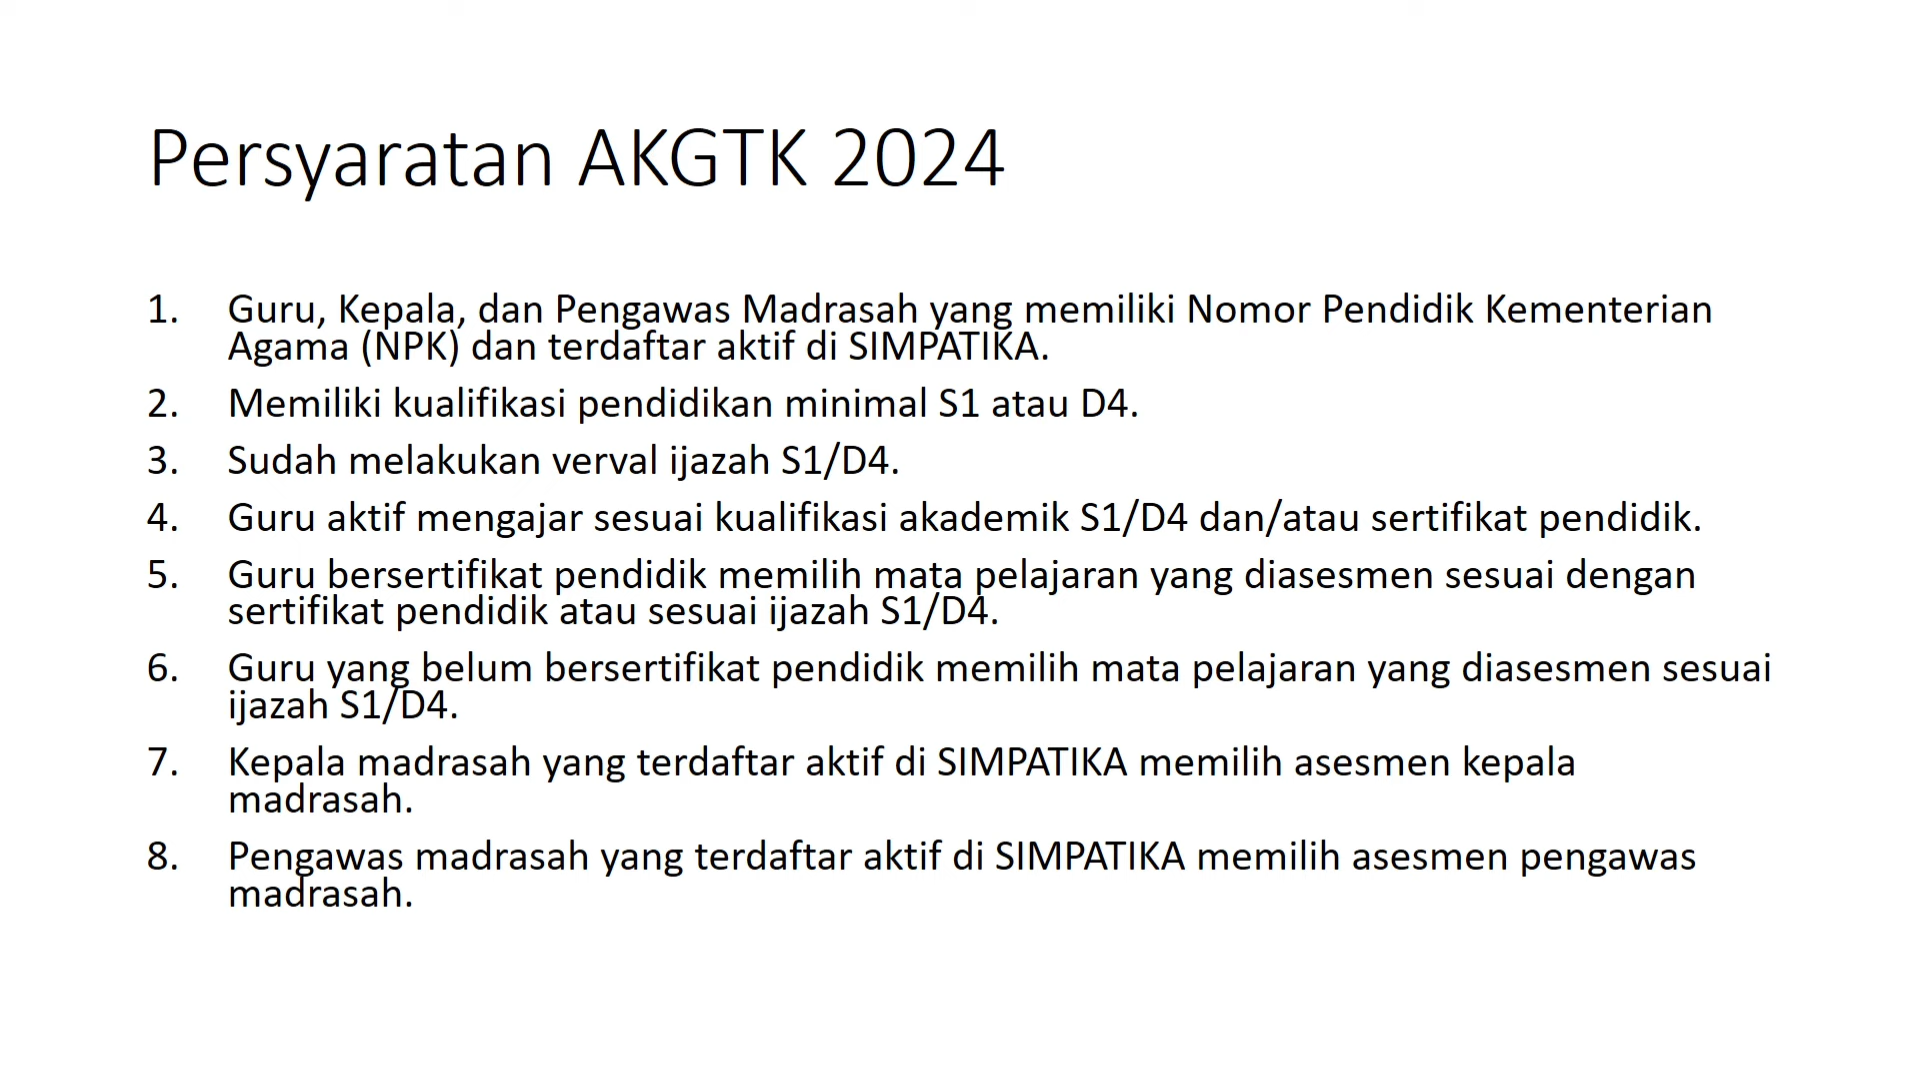 Persyaratan AKGTK 2024
1. Guru, Kepala, dan Pengawas Madrasah yang memiliki Nomor Pendidik Kementerian
Agama (NPK) dan terdaftar aktif di SIMPATIKA.
2. Memiliki kualifikasi pendidikan minimal S1 atau D4.
3. Sudah melakukan verval ijazah S1/D4.
4. Guru aktif mengajar sesuai kualifikasi akademik S1/D4 dan/atau sertifikat pendidik.
5. Guru bersertifikat pendidik memilih mata pelajaran yang diasesmen sesuai dengan
sertifikat pendidik atau sesuai ijazah S1/D4.
6. Guru yang belum bersertifikat pendidik memilih mata pelajaran yang diasesmen sesuai
ijazah S1/D4.
7. Kepala madrasah yang terdaftar aktif di SIMPATIKA memilih asesmen kepala
madrasah.
8. Pengawas madrasah yang terdaftar aktif di SIMPATIKA memilih asesmen pengawas
madrasah.